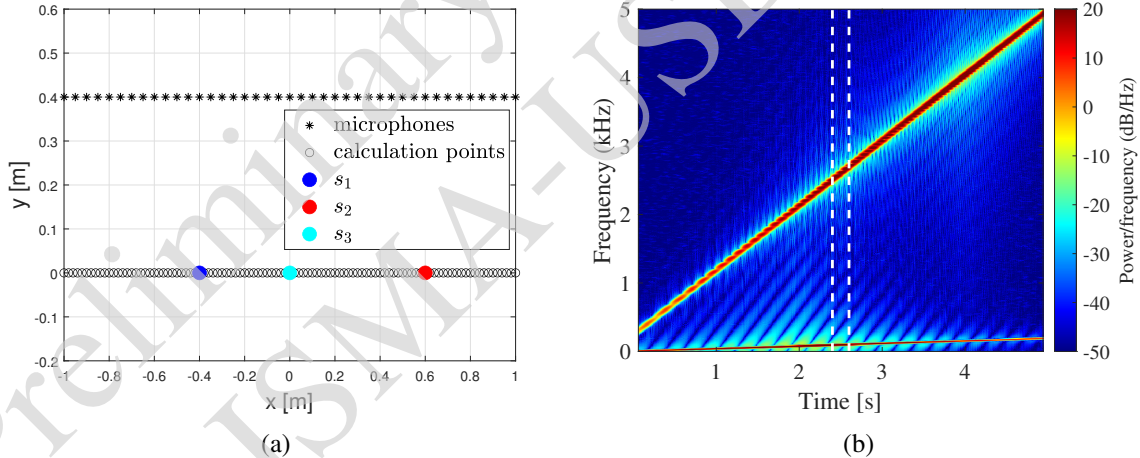 0.6
0.5
0.4
0.3
0.2
0.1
0
-0.1
-0.2
y [m]
microphones
calculation points
s1
s2
s3
-1 -0.8 -0.6 -0.4 -0.2 0 0.2 0.4 0.6 0.8 1
x [m]
(a)
5
4
3
2
1
0
Frequency (kHz)
1 2 3 4
Time [s]
(b)
20
10
0
-10
-20
-30
-40
-50
Power/frequency (dB/Hz)
Preliminary
ISMA-US